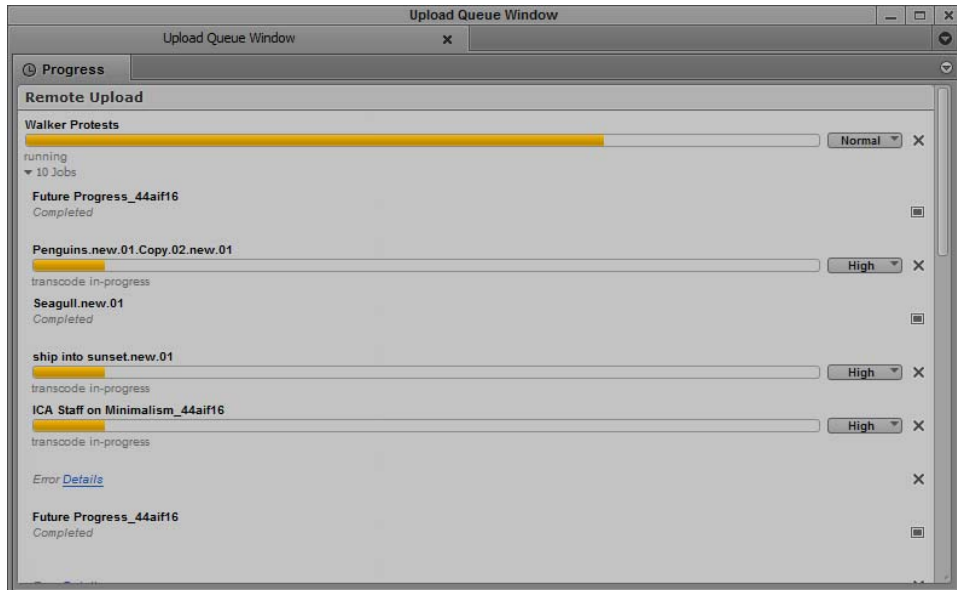 Upload Queue Window
Upload Queue Window
Progress
Remote Upload
Walker Protests
Normal
running
10 Jobs
Future Progress_44aif16
Completed
Penguins.new.01.Copy.02.new.01
High
transcode in-progress
Seagull.new.01
Completed
ship into sunset.new.01
High
transcode in-progress
ICA Staff on Minimalism_44aif16
High
transcode in-progress
Error Details
Future Progress_44aif16
Completed